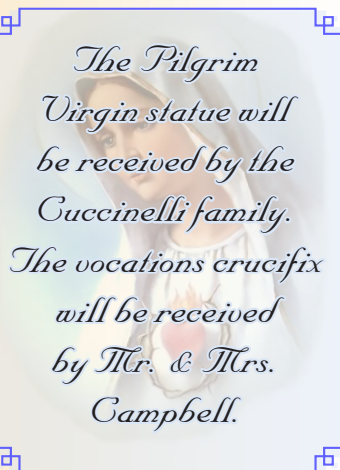 The Pilgrim
Virgin statue will
be received by the
Cuccinelli family.
The vocations crucifix
will be received
by Mr. & Mrs.
Campbell.